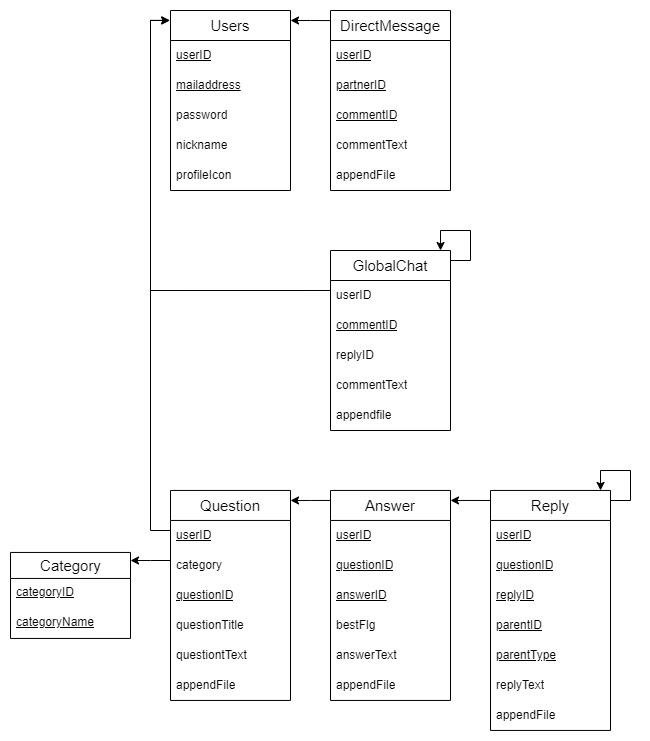 Users
userID
mailaddress
password
nickname
profileIcon
DirectMessage
userID
partnerID
commentID
commentText
appendFile
GlobalChat
userID
commentID
replyID
commentText
appendfile
Category
categoryID
categoryName
Question
userID
category
questionID
questionTitle
questiontText
appendFile
Answer
userID
questionID
answerID
bestFlg
answerText
appendFile
Reply
userID
questionID
replyID
parentID
parentType
replyText
appendFile